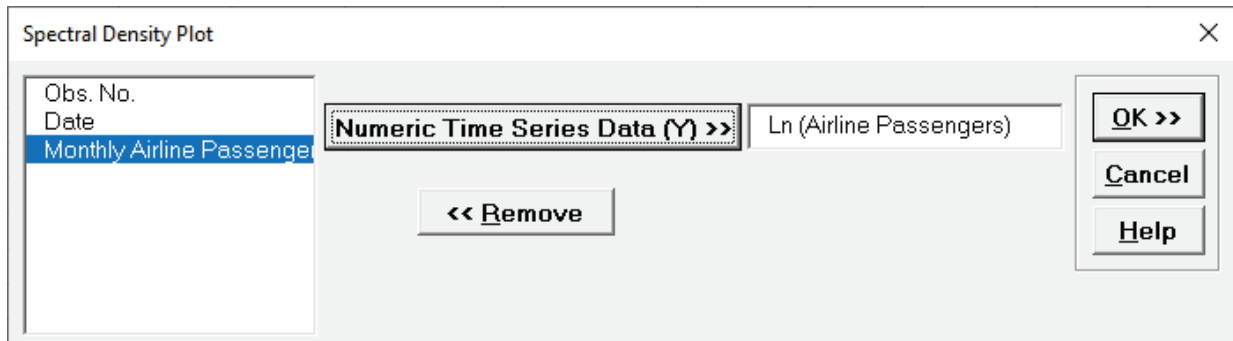 Spectral Density Plot
Obs. No.
Date
Monthly Airline Passenger
Numeric Time Series Data (Y) >>
Ln (Airline Passengers)
<< Remove
OK >>
Cancel
Help